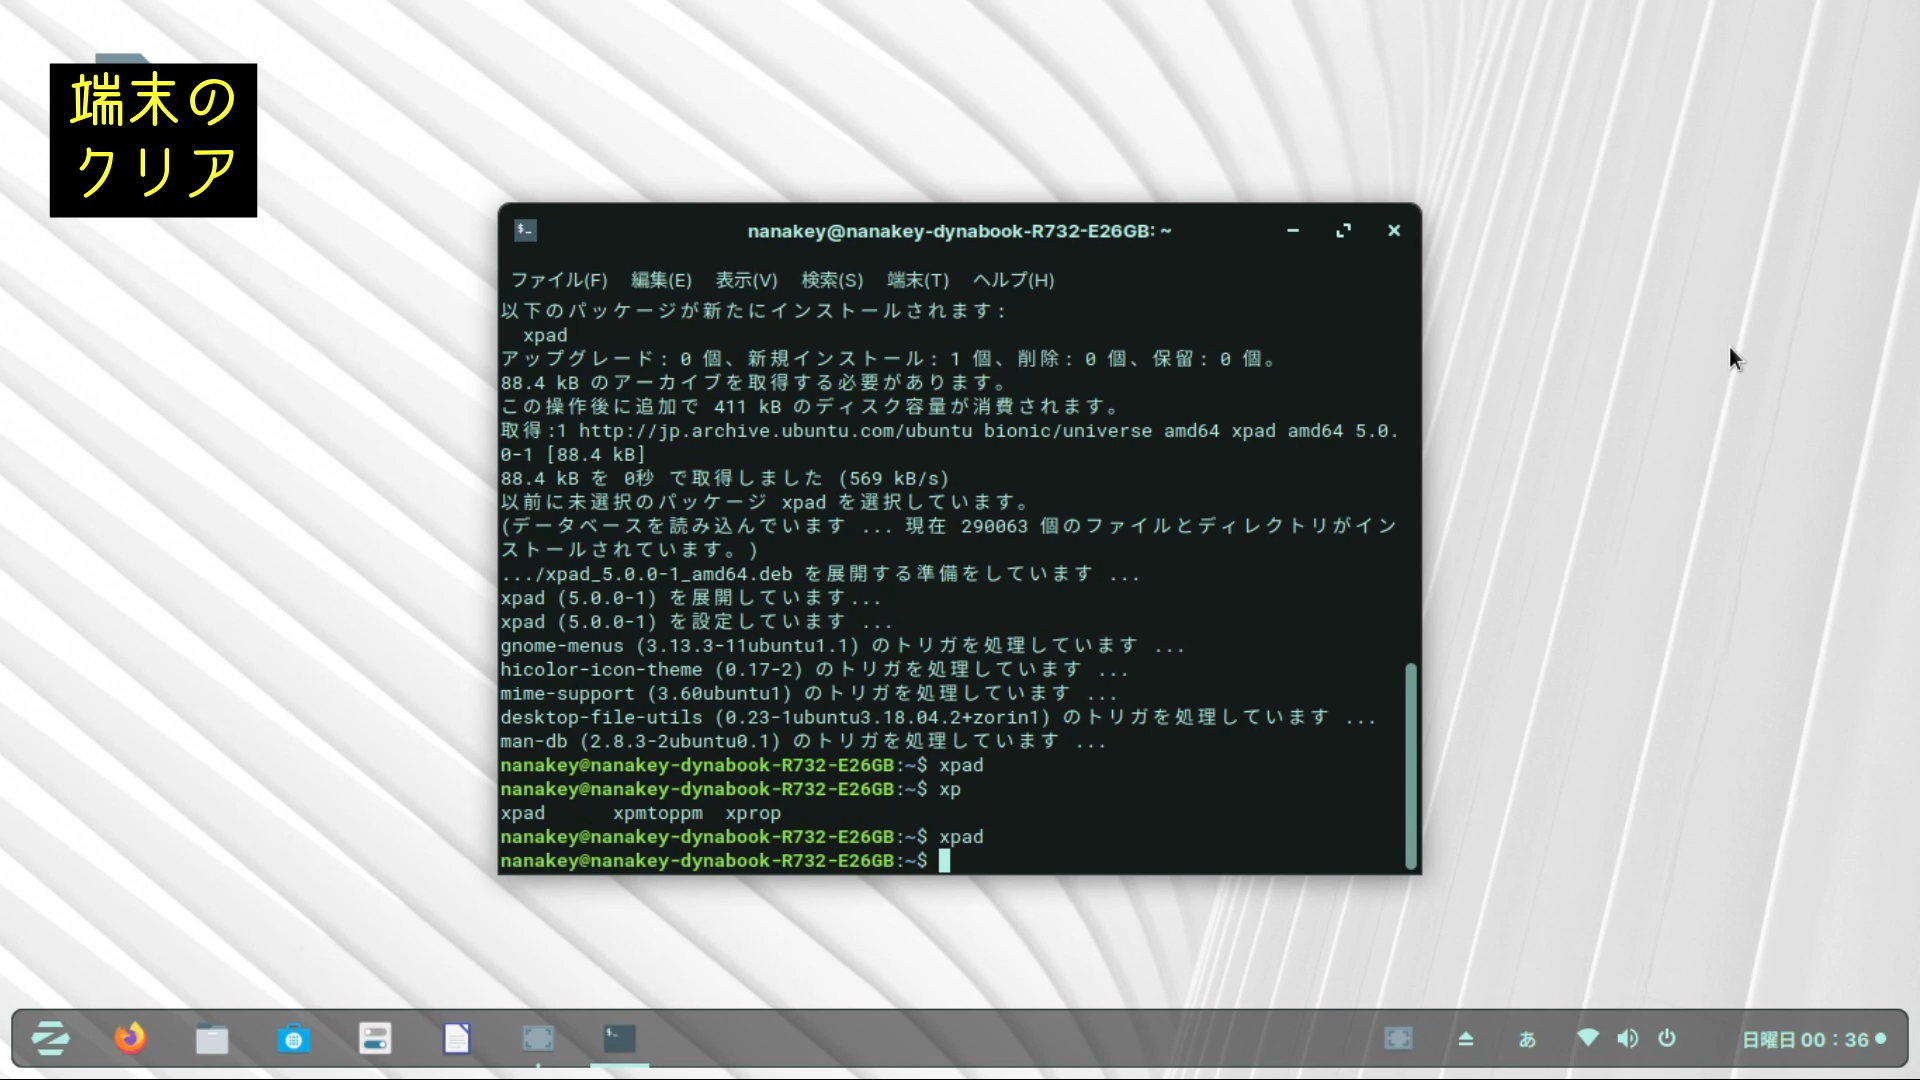 端末の
クリア
nanakey@nanakey-dynabook-R732-E26GB: ~
ファイル(F) 編集(E) 表示(V) 検索(S) 端末(T) ヘルプ(H)
以下のパッケージが新たにインストールされます:
  xpad
アップグレード: 0 個、新規インストール: 1 個、削除: 0 個、保留: 0 個。
88.4 kB のアーカイブを取得する必要があります。
この操作後に追加で 411 kB のディスク容量が消費されます。
取得:1 http://jp.archive.ubuntu.com/ubuntu bionic/universe amd64 xpad amd64 5.0.
0-1 [88.4 kB]
88.4 kB を 0秒 で取得しました (569 kB/s)
以前に未選択のパッケージ xpad を選択しています。
(データベースを読み込んでいます ... 現在 290063 個のファイルとディレクトリがイン
ストールされています。)
.../xpad_5.0.0-1_amd64.deb を展開する準備をしています ...
xpad (5.0.0-1) を展開しています...
xpad (5.0.0-1) を設定しています ...
gnome-menus (3.13.3-11ubuntu1.1) のトリガを処理しています ...
hicolor-icon-theme (0.17-2) のトリガを処理しています ...
mime-support (3.60ubuntu1) のトリガを処理しています ...
desktop-file-utils (0.23-1ubuntu3.18.04.2+zorin1) のトリガを処理しています ...
man-db (2.8.3-2ubuntu0.1) のトリガを処理しています ...
nanakey@nanakey-dynabook-R732-E26GB:~$ xpad
nanakey@nanakey-dynabook-R732-E26GB:~$ xp
xpad      xpmtoppm  xprop
nanakey@nanakey-dynabook-R732-E26GB:~$ xpad
nanakey@nanakey-dynabook-R732-E26GB:~$
あ 日曜日 00：36